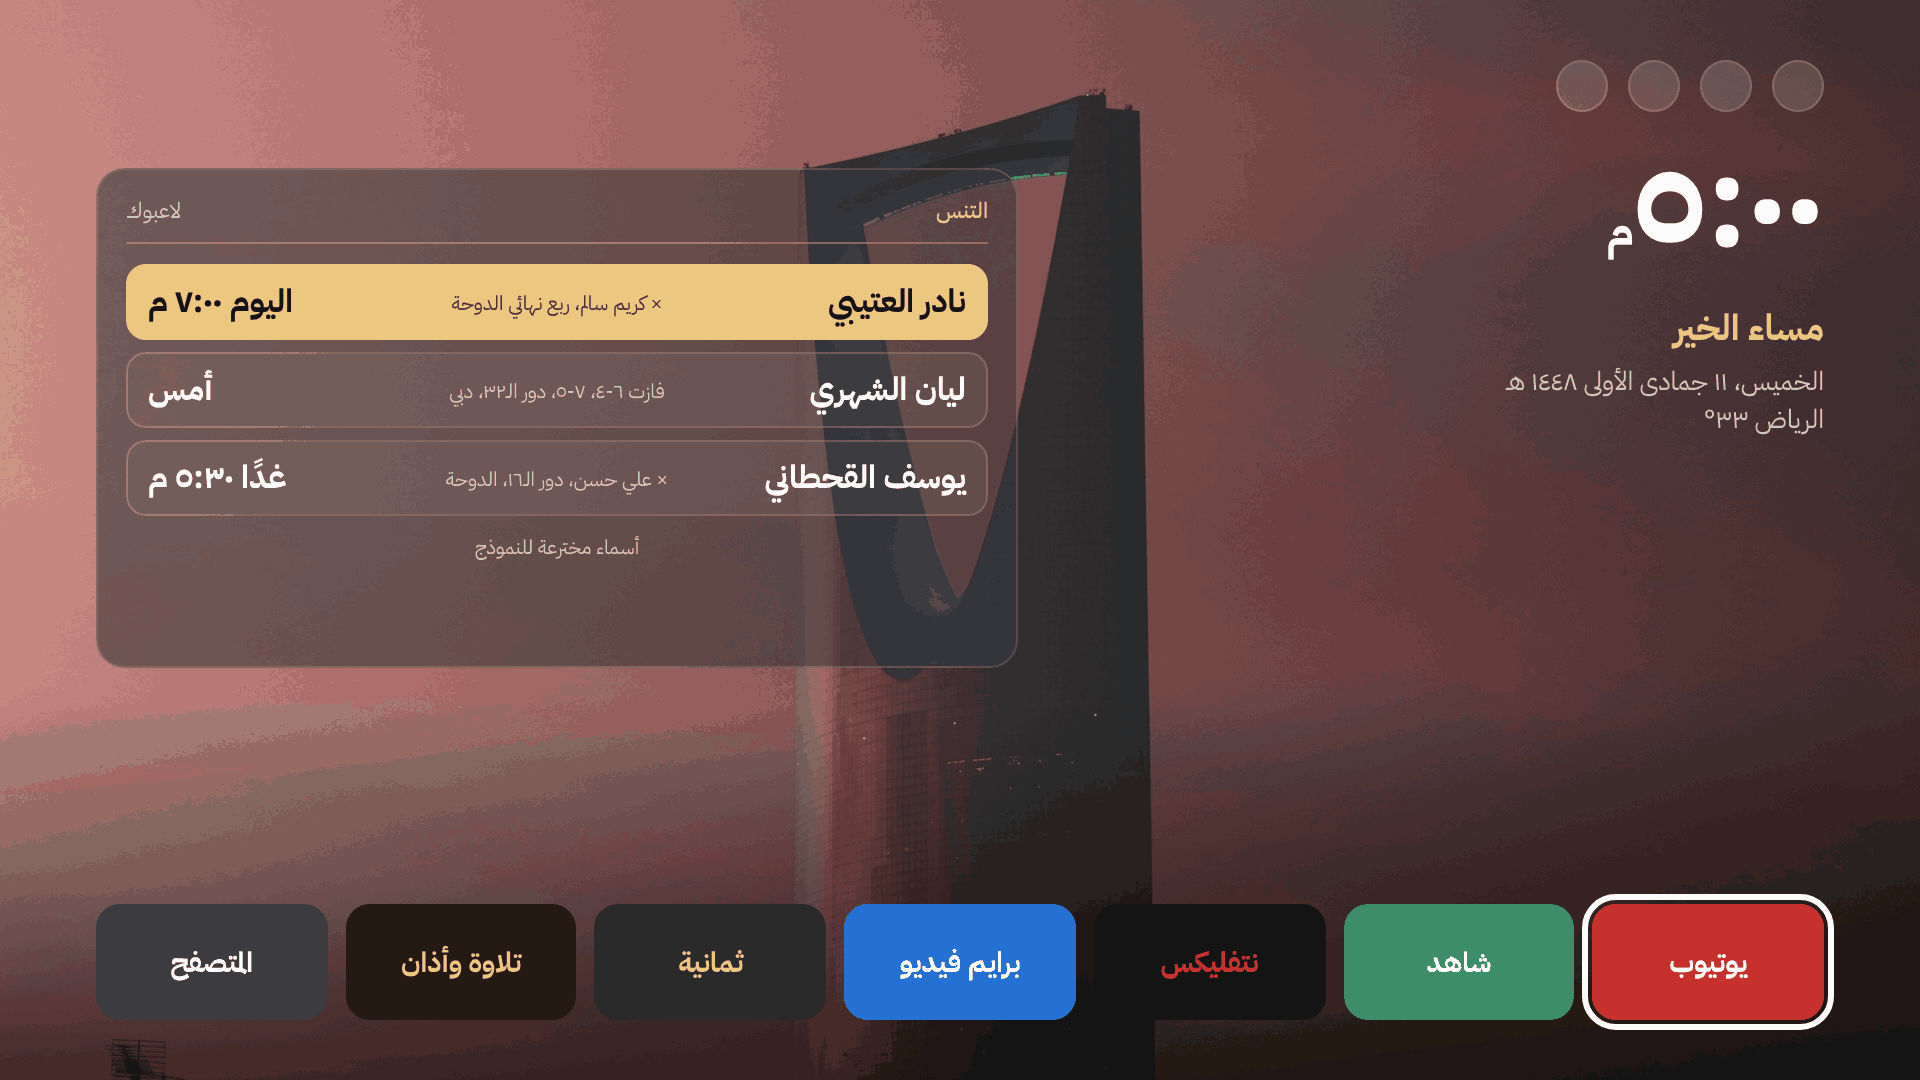 ٥:٠٠ م
مساء الخير
الخميس، ١١ جمادى الأولى ١٤٤٨ هـ
الرياض ٣٣°
التنس لاعبوك
نادر العتيبي × كريم سالم، ربع نهائي الدوحة اليوم ٧:٠٠ م
ليان الشهري فازت ٦-٤، ٧-٥، دور الـ٣٢، دبي أمس
يوسف القحطاني × علي حسن، دور الـ١٦، الدوحة غدًا ٥:٣٠ م
أسماء مخترعة للنموذج
يوتيوب شاهد نتفليكس برايم فيديو ثمانية تلاوة وأذان المتصفح